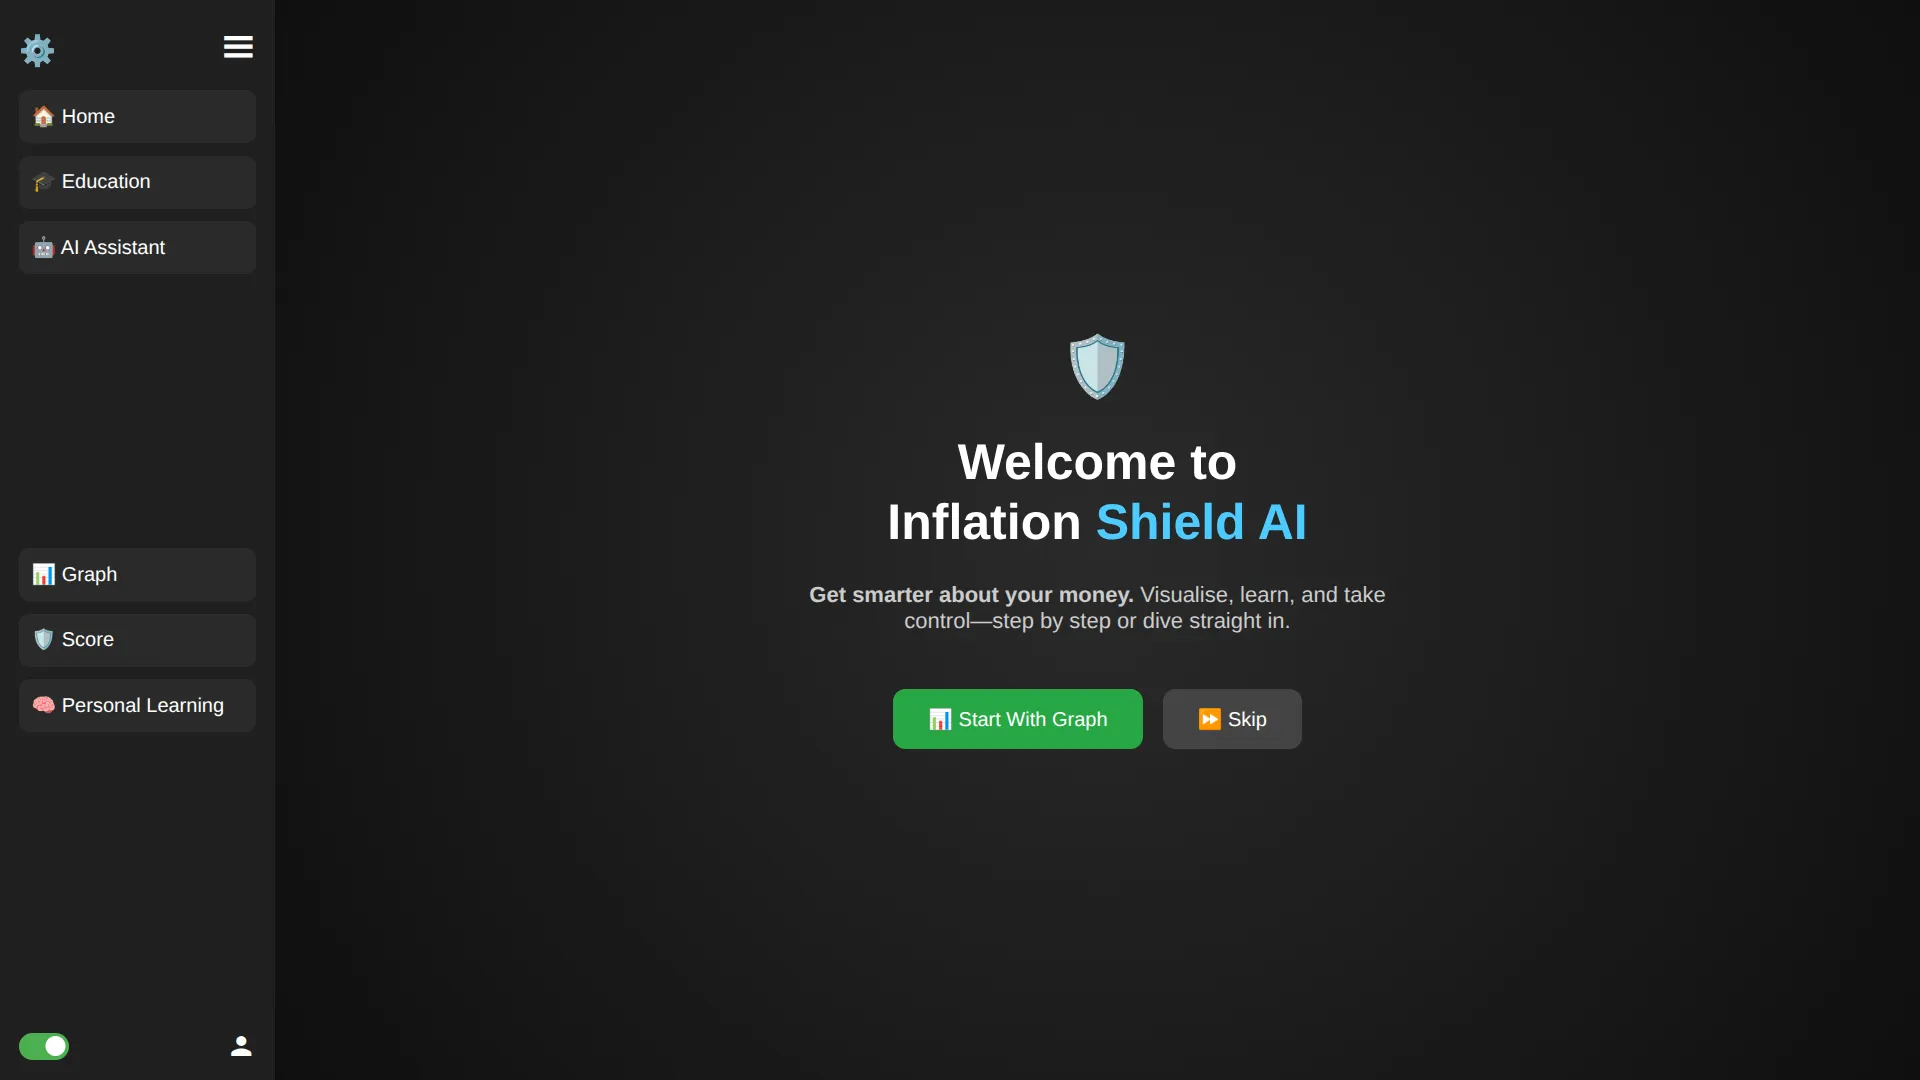 Home
Education
AI Assistant
Graph
Score
Personal Learning
Welcome to
Inflation Shield AI
Get smarter about your money. Visualise, learn, and take
control—step by step or dive straight in.
Start With Graph
Skip